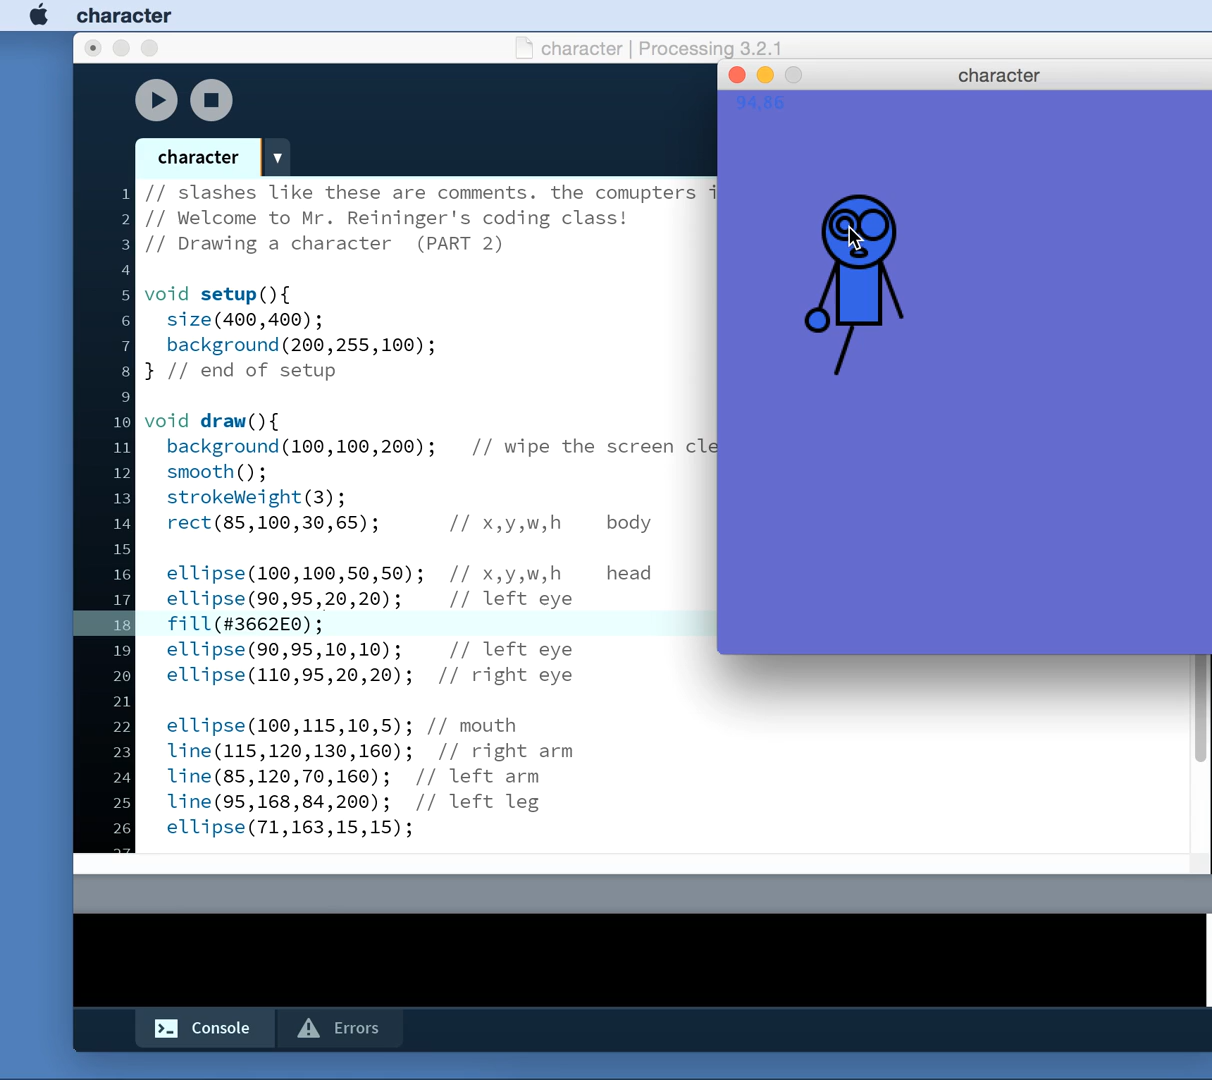 character
character | Processing 3.2.1
character
94,86
character
1 // slashes like these are comments. the comupters i
2 // Welcome to Mr. Reininger's coding class!
3 // Drawing a character  (PART 2)
4
5 void setup(){
6   size(400,400);
7   background(200,255,100);
8 } // end of setup
9
10 void draw(){
11   background(100,100,200);   // wipe the screen cle
12   smooth();
13   strokeWeight(3);
14   rect(85,100,30,65);      // x,y,w,h    body
15
16   ellipse(100,100,50,50);  // x,y,w,h    head
17   ellipse(90,95,20,20);    // left eye
18   fill(#3662E0);
19   ellipse(90,95,10,10);    // left eye
20   ellipse(110,95,20,20);  // right eye
21
22   ellipse(100,115,10,5); // mouth
23   line(115,120,130,160);  // right arm
24   line(85,120,70,160);  // left arm
25   line(95,168,84,200);  // left leg
26   ellipse(71,163,15,15);
27
Console
Errors